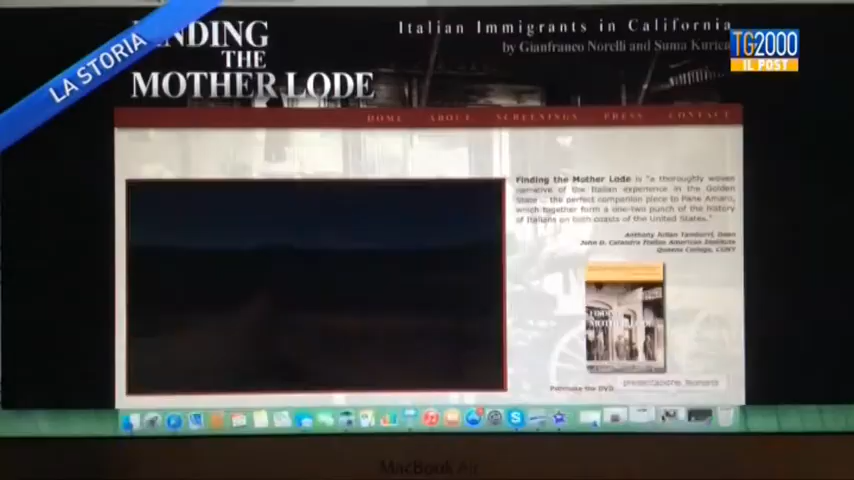 LA STORIA
FINDING
THE
MOTHER LODE
Italian Immigrants in California
by Gianfranco Norelli and Suma Kurien
TG2000
IL POST
HOME ABOUT SCREENINGS PRESS CONTACT
Finding the Mother Lode is "a thoroughly woven
narrative of the Italian experience in the Golden
State ... the perfect companion piece to Pane Amaro,
which together form a one-two punch of the history
of Italians on both coasts of the United States."
Anthony Julian Tamburri, Dean
John D. Calandra Italian American Institute
Queens College, CUNY
FINDING
MOTHER LODE
Purchase the DVD
MacBook Air